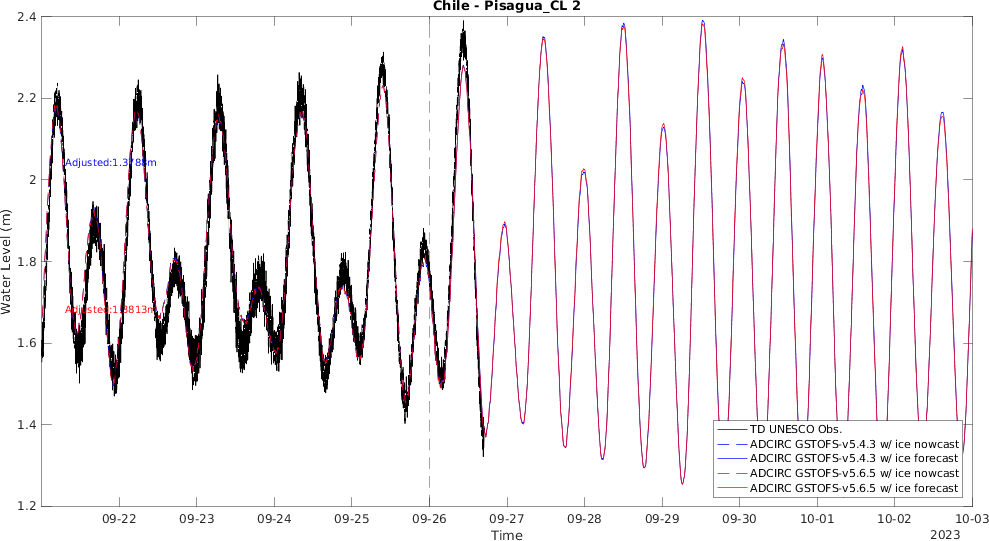 Chile - Pisagua_CL 2
2.4
2.2
2
1.8
1.6
1.4
1.2
Water Level (m)
Adjusted:1.3788m
Adjusted:1.3813m
TD UNESCO Obs.
ADCIRC GSTOFS-v5.4.3 w/ ice nowcast
ADCIRC GSTOFS-v5.4.3 w/ ice forecast
ADCIRC GSTOFS-v5.6.5 w/ ice nowcast
ADCIRC GSTOFS-v5.6.5 w/ ice forecast
09-22 09-23 09-24 09-25 09-26 09-27 09-28 09-29 09-30 10-01 10-02 10-03
Time
2023